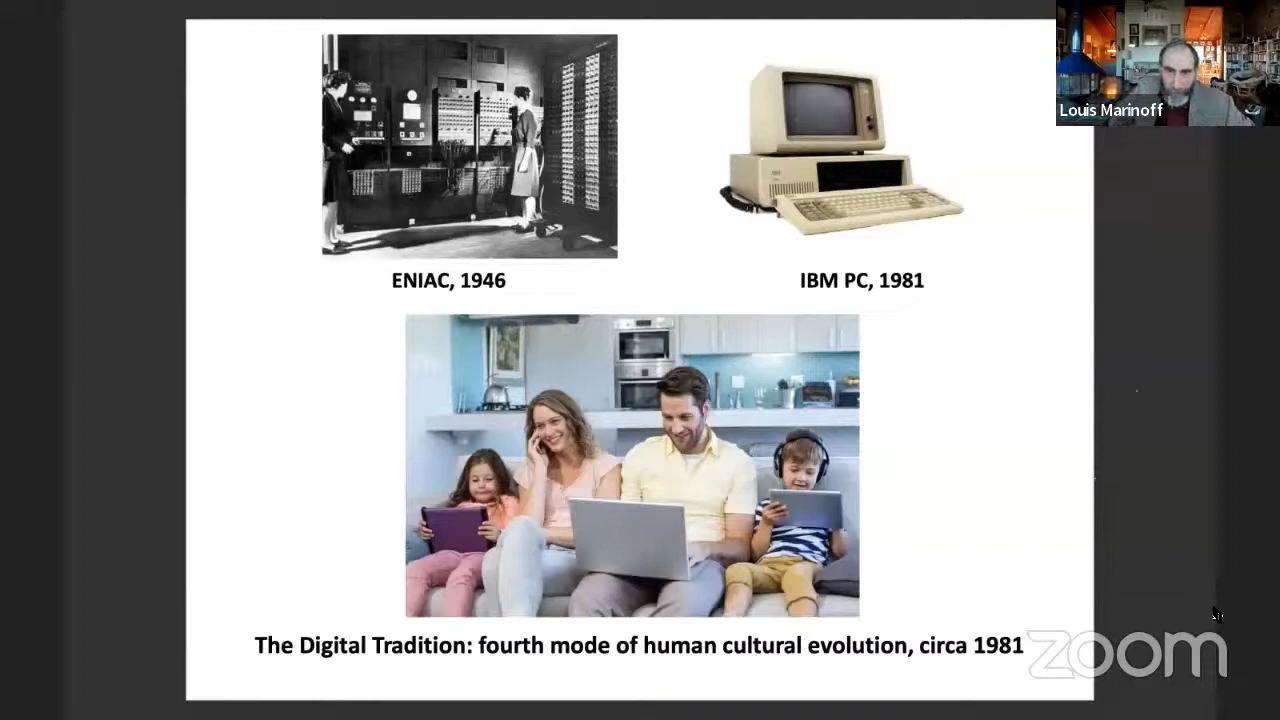 Louis Marinoff
ENIAC, 1946
IBM PC, 1981
The Digital Tradition: fourth mode of human cultural evolution, circa 1981
zoom